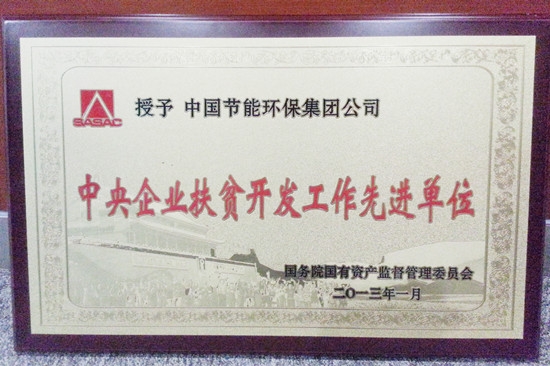 SASAC
授予 中国节能环保集团公司
中央企业扶贫开发工作先进单位
国务院国有资产监督管理委员会
二〇一三年一月